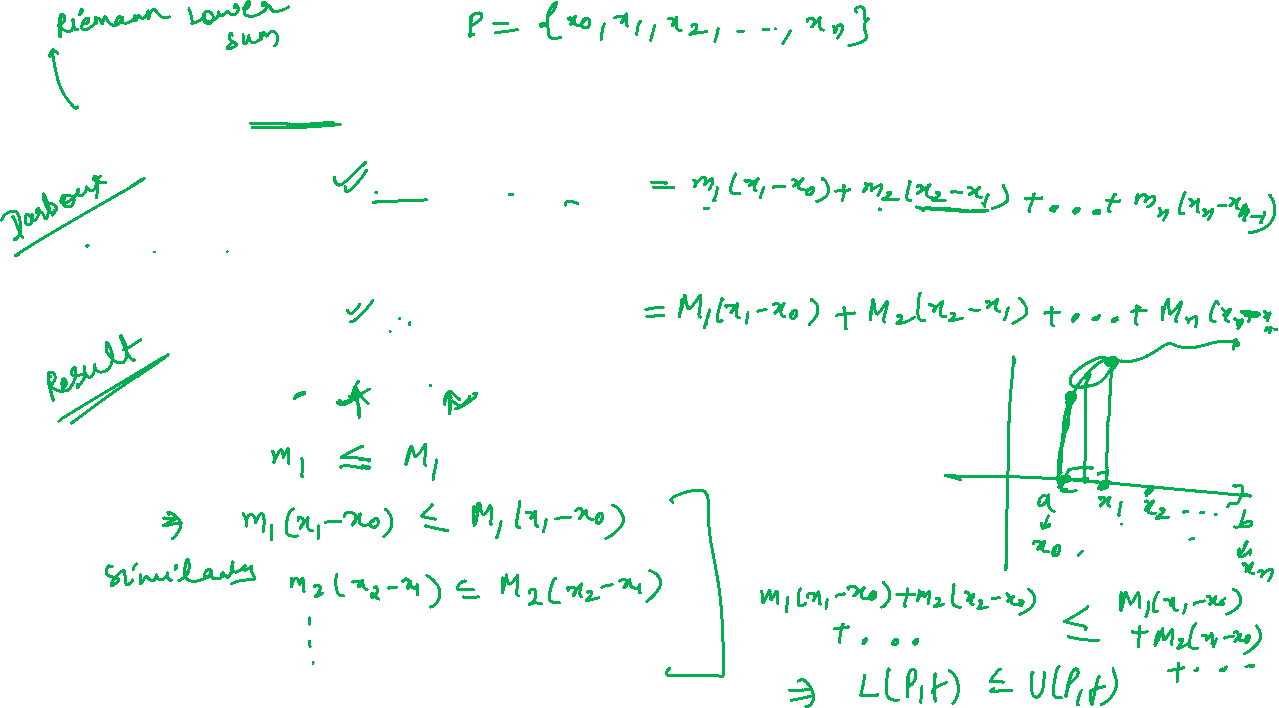 Riemann Lower
sum
P = {x0, x1, x2, ..., xn}
Darboux
= m1(x1-x0) + m2(x2-x1) + ... + mn(xn-xn-1)
= M1(x1-x0) + M2(x2-x1) + ... + Mn(xn-x
Result
m1 ≤ M1
⇒ m1(x1-x0) ≤ M1(x1-x0)
Similarly m2(x2-x1) ≤ M2(x2-x1)
⋮
a x1 x2 ... b
↓ ↓
x0 xn
m1(x1-x0)+m2(x2-x0) ≤ M1(x1-x0)
+ ... + M2(x1-x0)
+ ...
⇒ L(P,f) ≤ U(P,f)